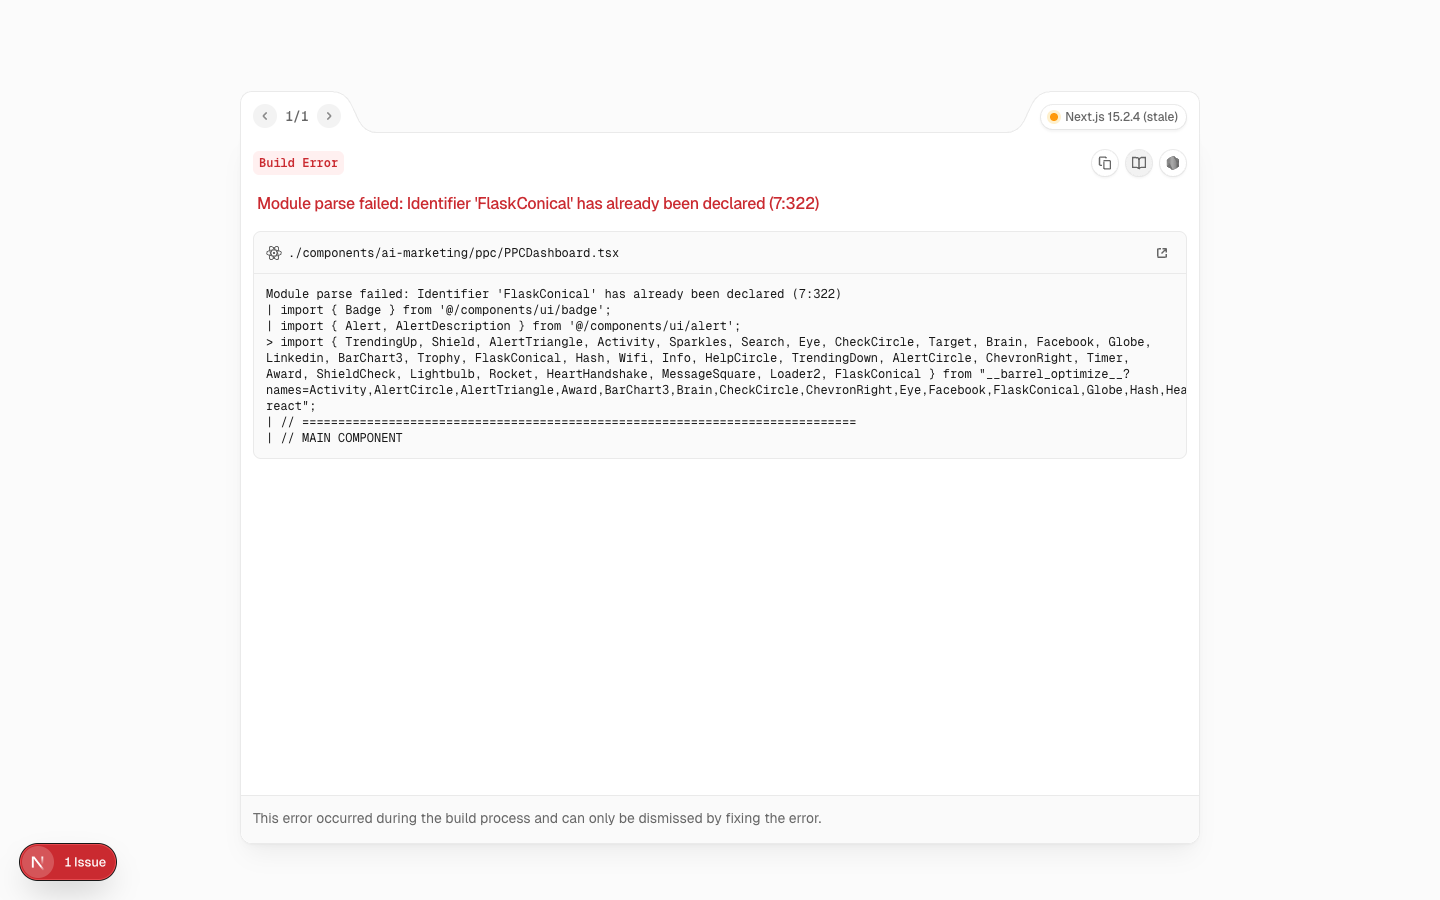 1/1
Next.js 15.2.4 (stale)
Build Error
Module parse failed: Identifier 'FlaskConical' has already been declared (7:322)
./components/ai-marketing/ppc/PPCDashboard.tsx
Module parse failed: Identifier 'FlaskConical' has already been declared (7:322)
| import { Badge } from '@/components/ui/badge';
| import { Alert, AlertDescription } from '@/components/ui/alert';
> import { TrendingUp, Shield, AlertTriangle, Activity, Sparkles, Search, Eye, CheckCircle, Target, Brain, Facebook, Globe,
Linkedin, BarChart3, Trophy, FlaskConical, Hash, Wifi, Info, HelpCircle, TrendingDown, AlertCircle, ChevronRight, Timer,
Award, ShieldCheck, Lightbulb, Rocket, HeartHandshake, MessageSquare, Loader2, FlaskConical } from "__barrel_optimize__?
names=Activity,AlertCircle,AlertTriangle,Award,BarChart3,Brain,CheckCircle,ChevronRight,Eye,Facebook,FlaskConical,Globe,Hash,Hea
react";
| // =============================================================================
| // MAIN COMPONENT
This error occurred during the build process and can only be dismissed by fixing the error.
N 1 Issue